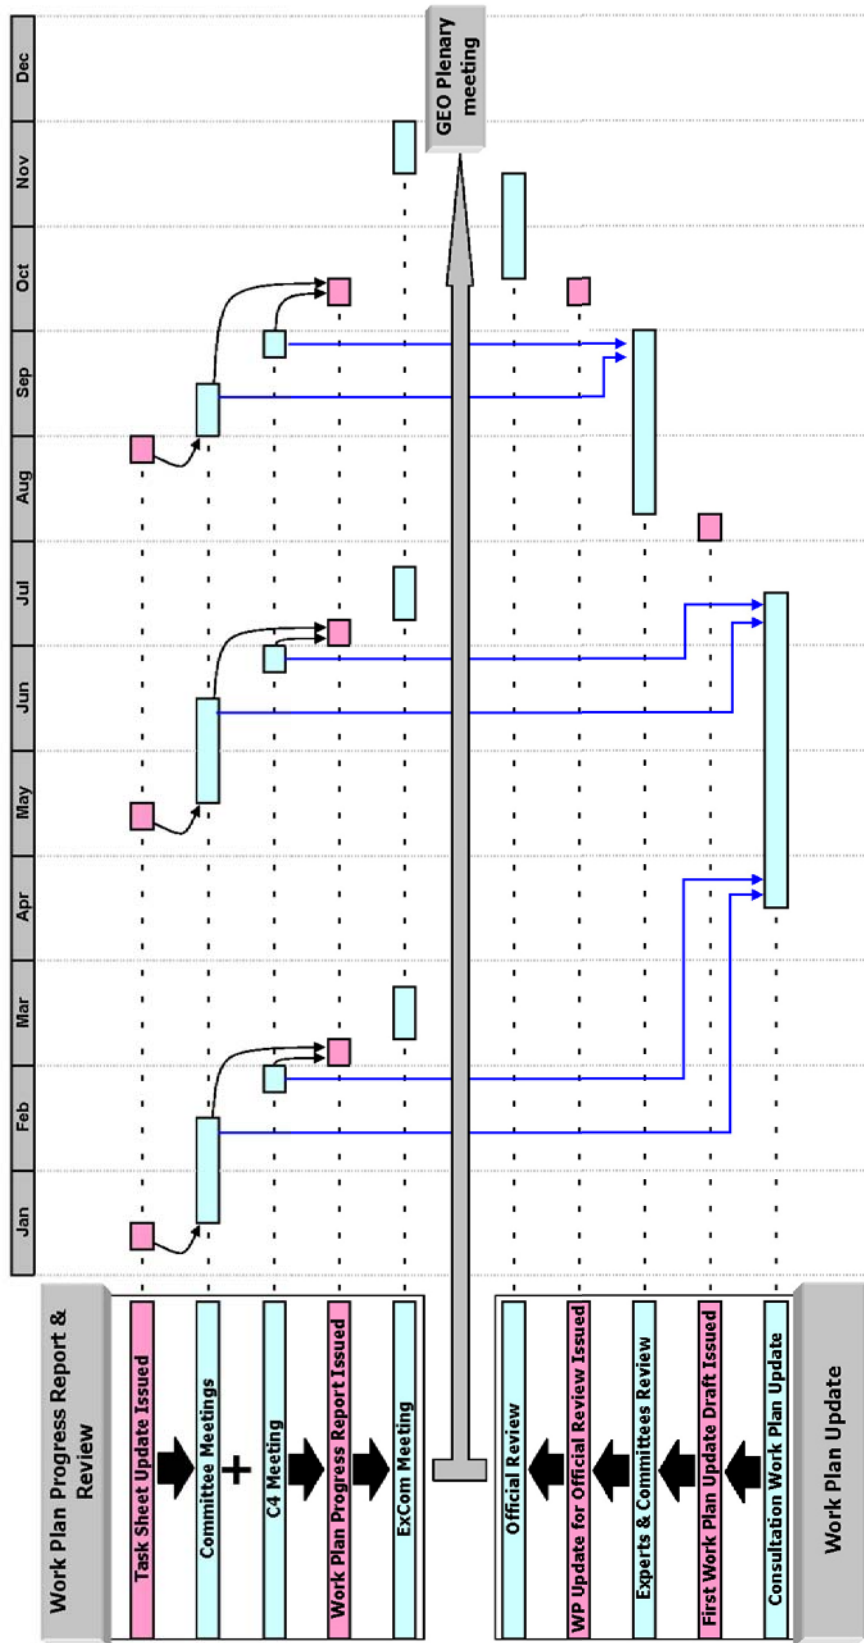 Jan
Feb
Mar
Apr
May
Jun
Jul
Aug
Sep
Oct
Nov
Dec
Work Plan Progress Report &
Review
Task Sheet Update Issued
Committee Meetings
+
C4 Meeting
Work Plan Progress Report Issued
ExCom Meeting
GEO Plenary
meeting
Official Review
WP Update for Official Review Issued
Experts & Committees Review
First Work Plan Update Draft Issued
Consultation Work Plan Update
Work Plan Update